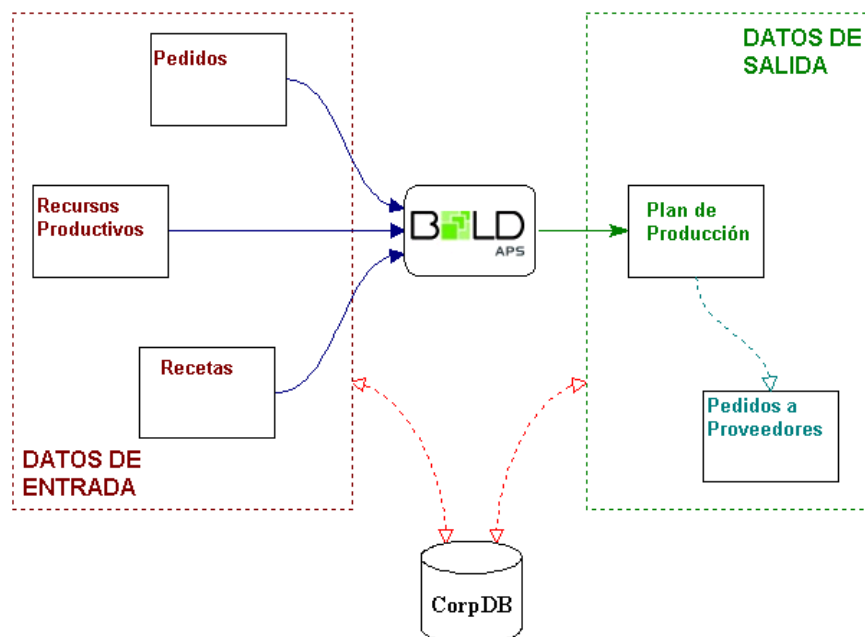 Pedidos
Recursos
Productivos
Recetas
DATOS DE
ENTRADA
BOLD
APS
DATOS DE
SALIDA
Plan de
Producción
Pedidos a
Proveedores
CorpDB